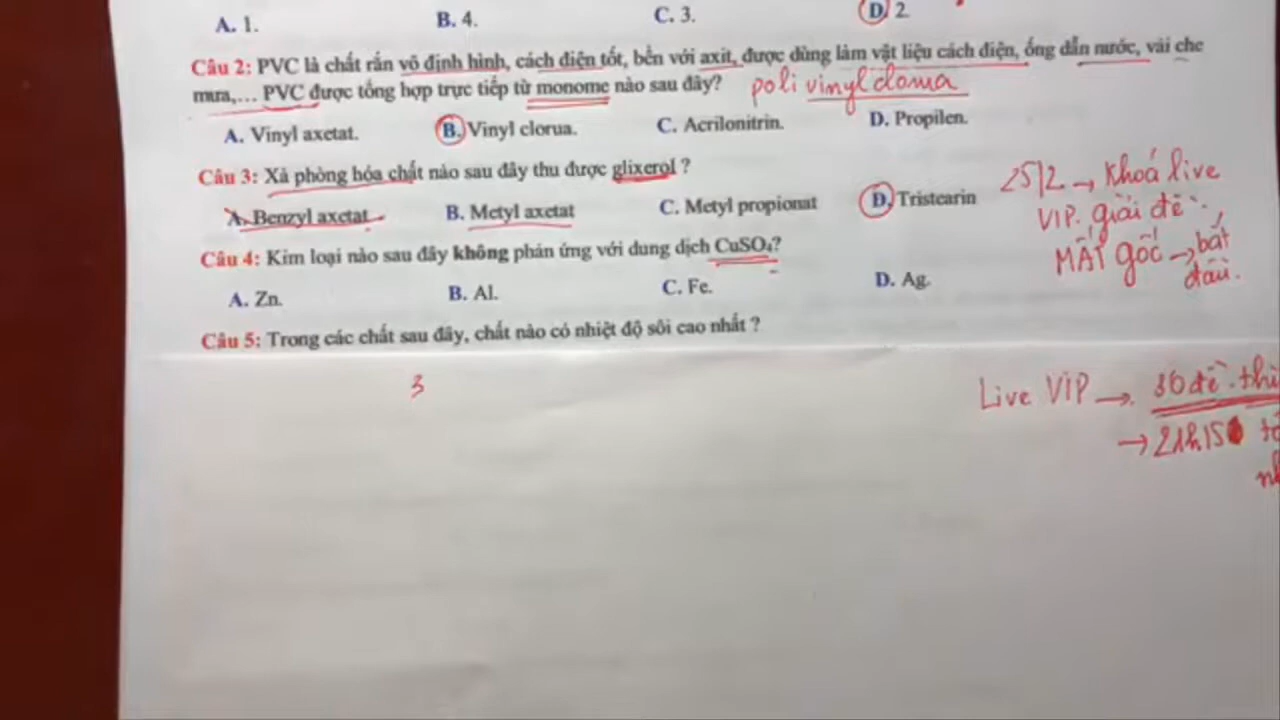 A. 1. B. 4. C. 3. D. 2
Câu 2: PVC là chất rắn vô định hình, cách điện tốt, bền với axit, được dùng làm vật liệu cách điện, ống dẫn nước, vải che
mưa,... PVC được tổng hợp trực tiếp từ monome nào sau đây? poli vinyl clorua
A. Vinyl axetat. B. Vinyl clorua. C. Acrilonitrin. D. Propilen.
Câu 3: Xà phòng hóa chất nào sau đây thu được glixerol ?
A. Benzyl axetat B. Metyl axetat C. Metyl propionat D. Tristearin
25/2 → Khoá live
VIP. giải đề
MẤT gốc → bắt
đầu.
Câu 4: Kim loại nào sau đây không phản ứng với dung dịch CuSO₄?
A. Zn. B. Al. C. Fe. D. Ag.
Câu 5: Trong các chất sau đây, chất nào có nhiệt độ sôi cao nhất ?
3
Live VIP → 36 đề thi
→ 21h15